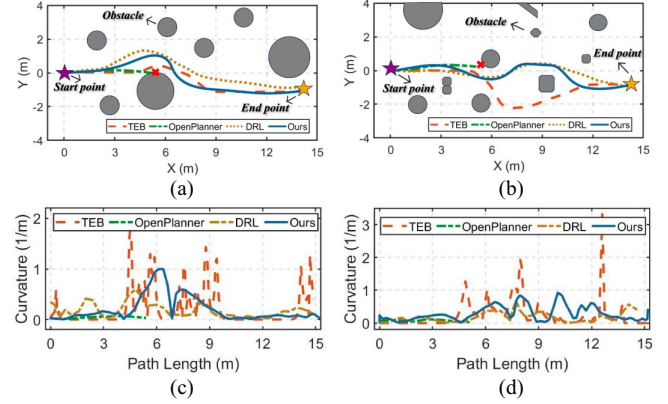 4
2
0
-2
-4
Y (m)
Obstacle
Start point
End point
TEB OpenPlanner DRL Ours
0 3 6 9 12 15
X (m)
(a)
4
2
0
-2
-4
Y (m)
Obstacle
End point
Start point
TEB OpenPlanner DRL Ours
0 3 6 9 12 15
X (m)
(b)
2
1
0
Curvature (1/m)
TEB OpenPlanner DRL Ours
0 3 6 9 12 15
Path Length (m)
(c)
3
2
1
0
Curvature (1/m)
TEB OpenPlanner DRL Ours
0 3 6 9 12 15
Path Length (m)
(d)